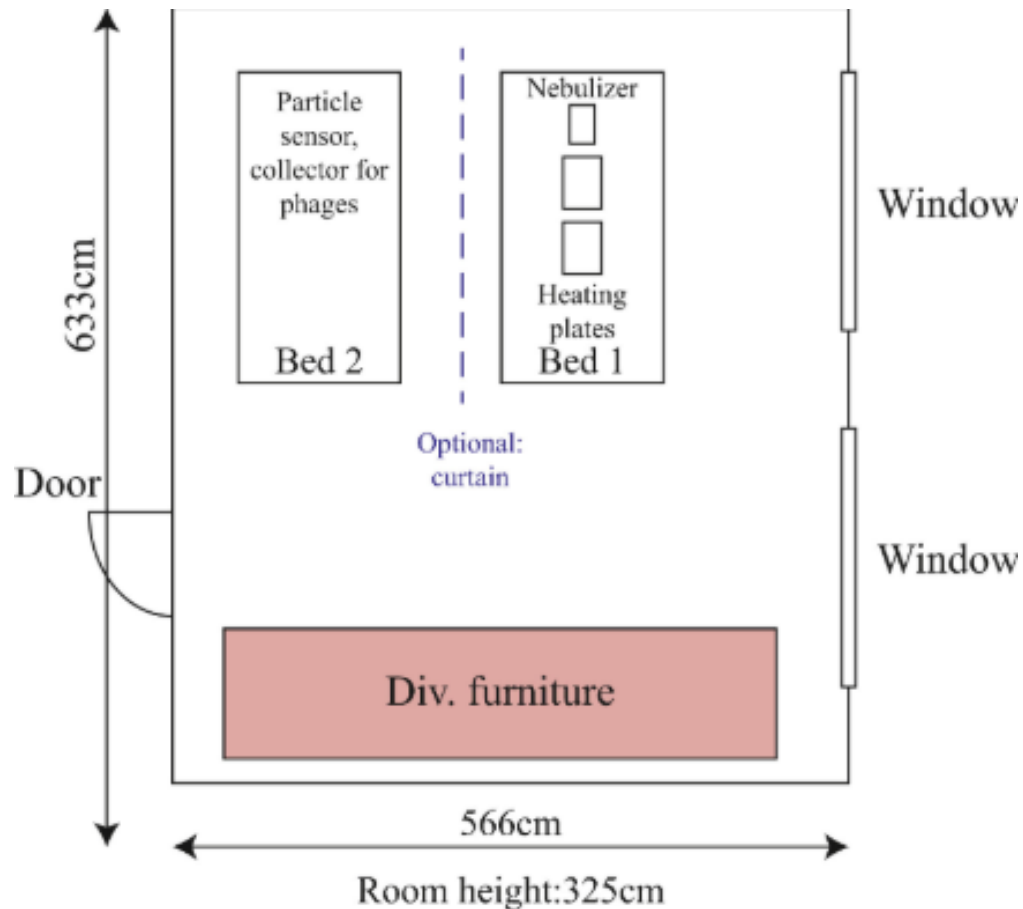 Particle
sensor,
collector for
phages
Bed 2
Nebulizer
Heating
plates
Bed 1
Window
633cm
Optional:
curtain
Door
Window
Div. furniture
566cm
Room height:325cm